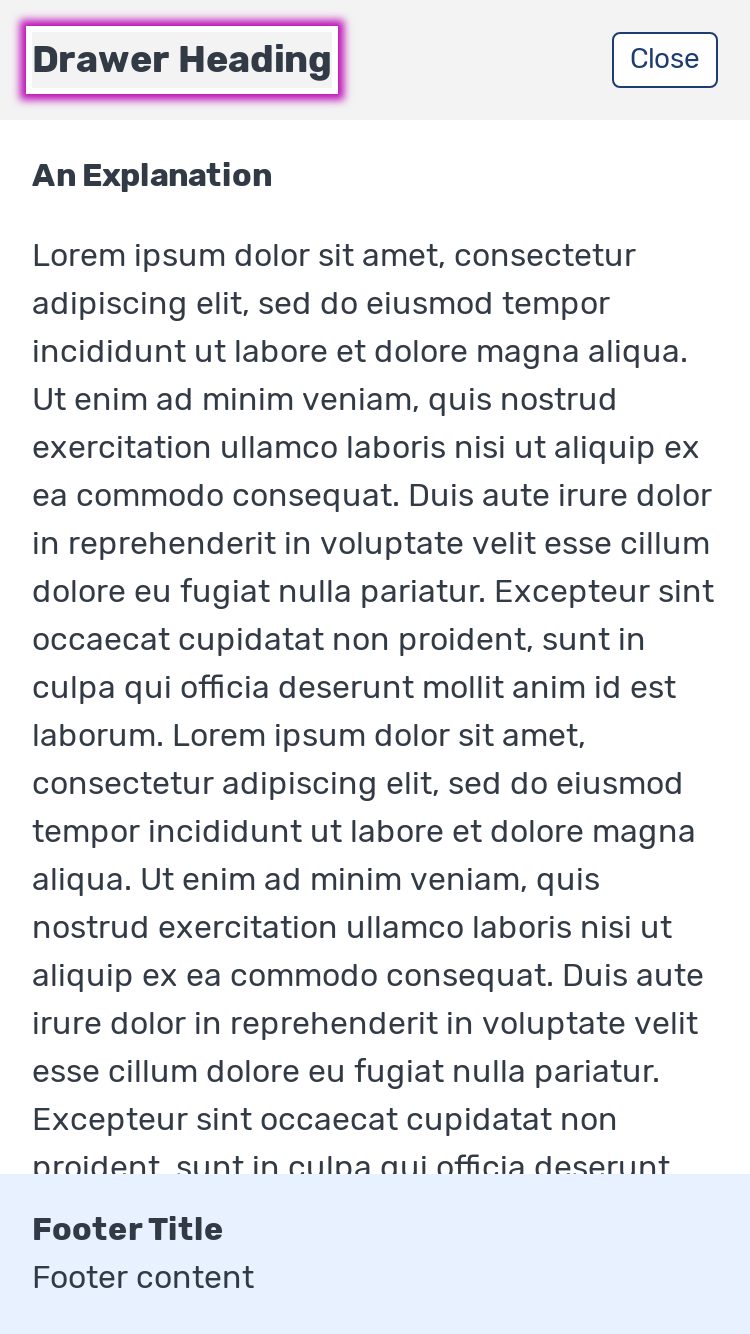 Drawer Heading
Close
An Explanation
Lorem ipsum dolor sit amet, consectetur
adipiscing elit, sed do eiusmod tempor
incididunt ut labore et dolore magna aliqua.
Ut enim ad minim veniam, quis nostrud
exercitation ullamco laboris nisi ut aliquip ex
ea commodo consequat. Duis aute irure dolor
in reprehenderit in voluptate velit esse cillum
dolore eu fugiat nulla pariatur. Excepteur sint
occaecat cupidatat non proident, sunt in
culpa qui officia deserunt mollit anim id est
laborum. Lorem ipsum dolor sit amet,
consectetur adipiscing elit, sed do eiusmod
tempor incididunt ut labore et dolore magna
aliqua. Ut enim ad minim veniam, quis
nostrud exercitation ullamco laboris nisi ut
aliquip ex ea commodo consequat. Duis aute
irure dolor in reprehenderit in voluptate velit
esse cillum dolore eu fugiat nulla pariatur.
Excepteur sint occaecat cupidatat non
proident, sunt in culpa qui officia deserunt
Footer Title
Footer content